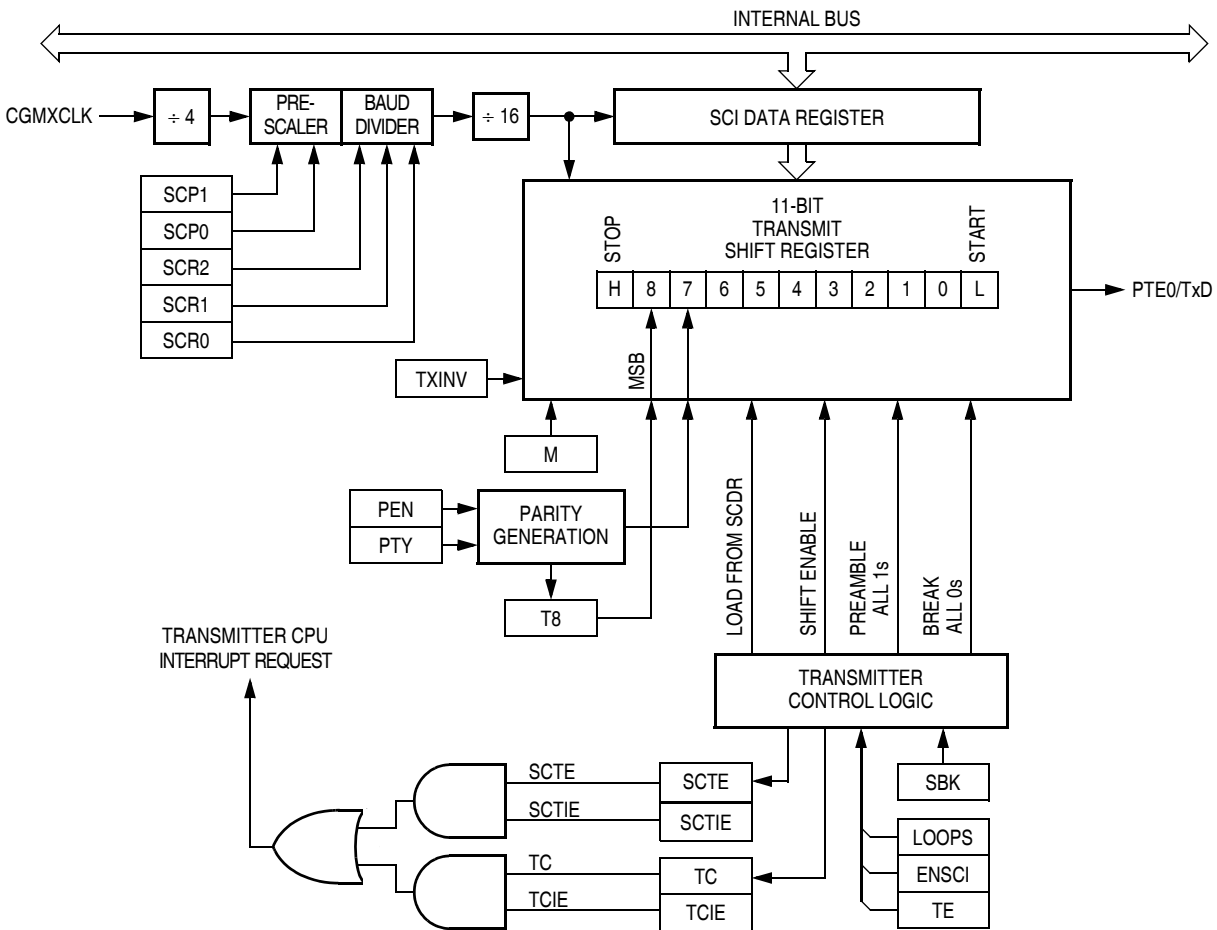 INTERNAL BUS
CGMXCLK
÷ 4
PRE-
SCALER
BAUD
DIVIDER
÷ 16
SCI DATA REGISTER
SCP1
SCP0
SCR2
SCR1
SCR0
11-BIT
TRANSMIT
SHIFT REGISTER
STOP
START
H 8 7 6 5 4 3 2 1 0 L
PTE0/TxD
TXINV
MSB
M
PEN
PTY
PARITY
GENERATION
T8
LOAD FROM SCDR
SHIFT ENABLE
PREAMBLE
ALL 1s
BREAK
ALL 0s
TRANSMITTER CPU
INTERRUPT REQUEST
TRANSMITTER
CONTROL LOGIC
SCTE
SCTE
SCTIE
SCTIE
SBK
LOOPS
ENSCI
TE
TC
TC
TCIE
TCIE